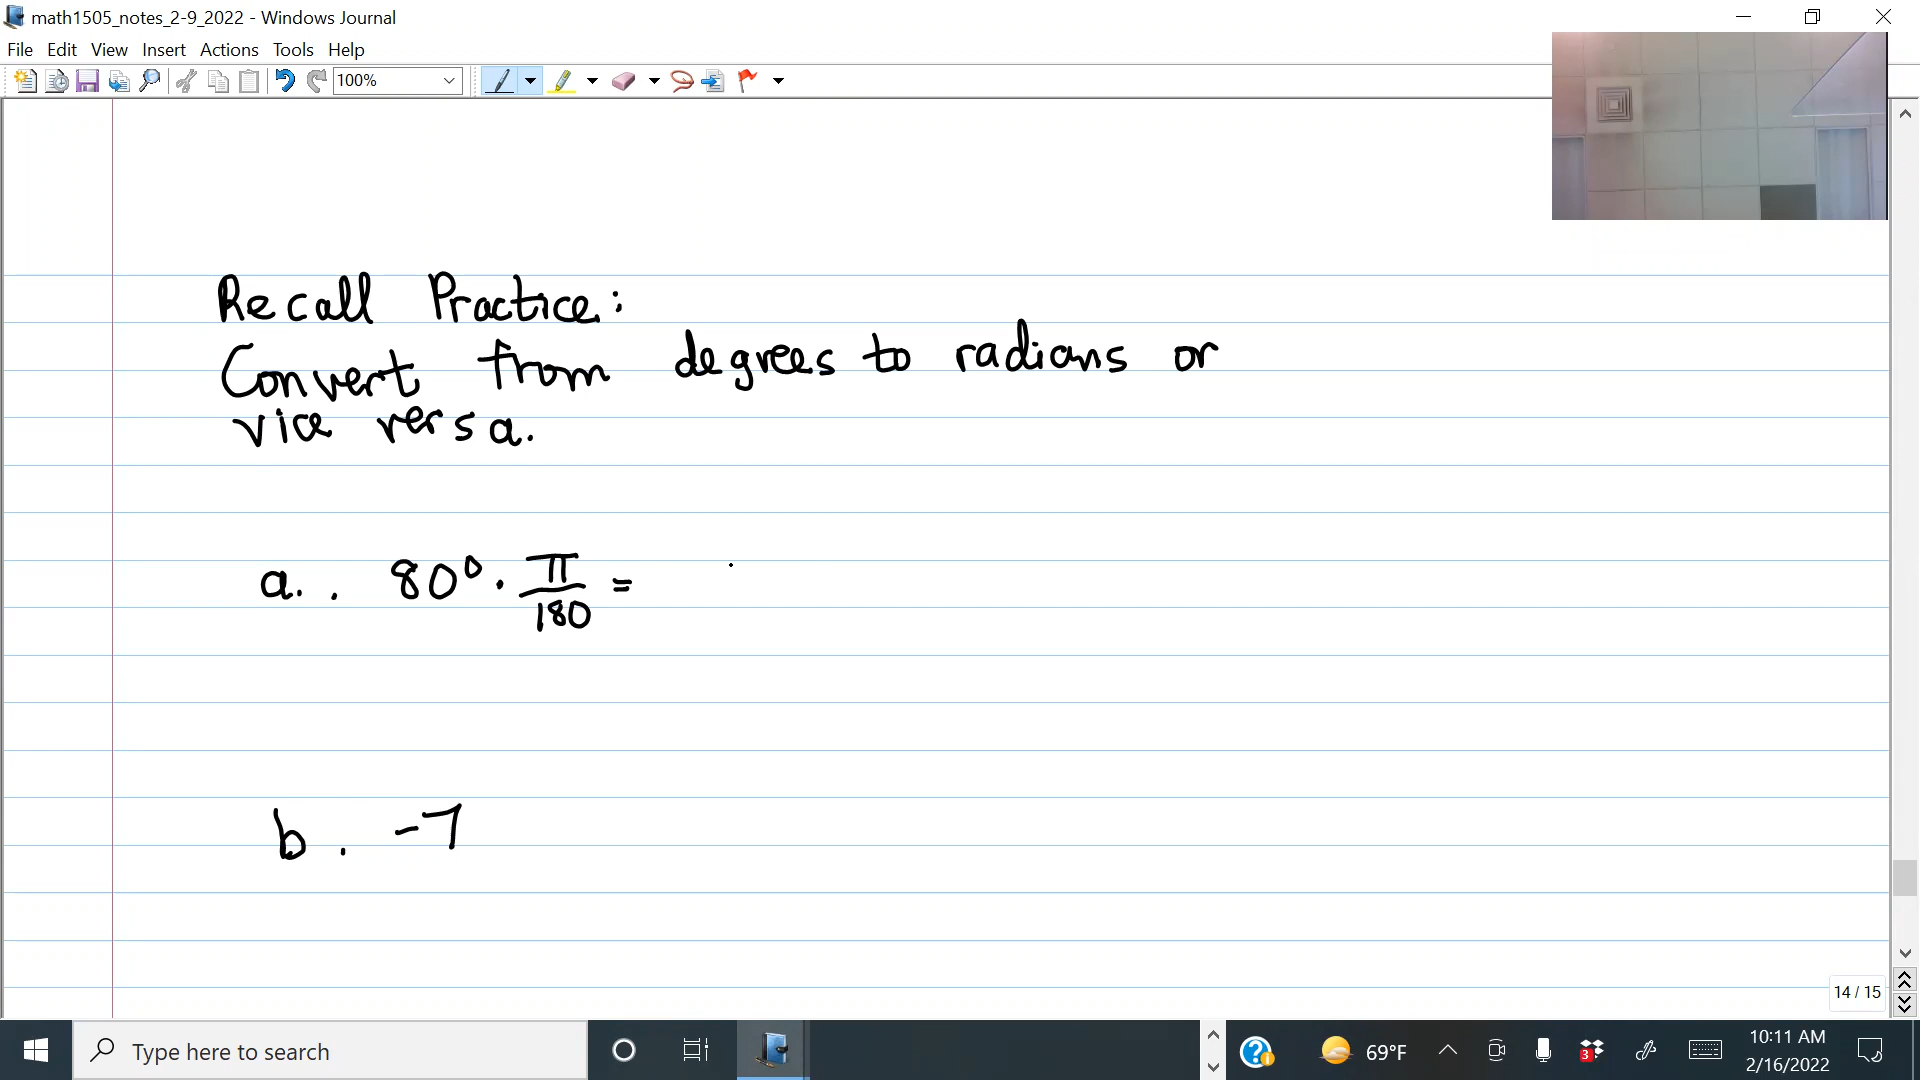 math1505_notes_2-9_2022 - Windows Journal
File Edit View Insert Actions Tools Help
100%
Recall Practice:
Convert from degrees to radians or
vice versa.
a. . 80° · π/180 =
b. -7
14 / 15
Type here to search
69°F
3
10:11 AM
2/16/2022